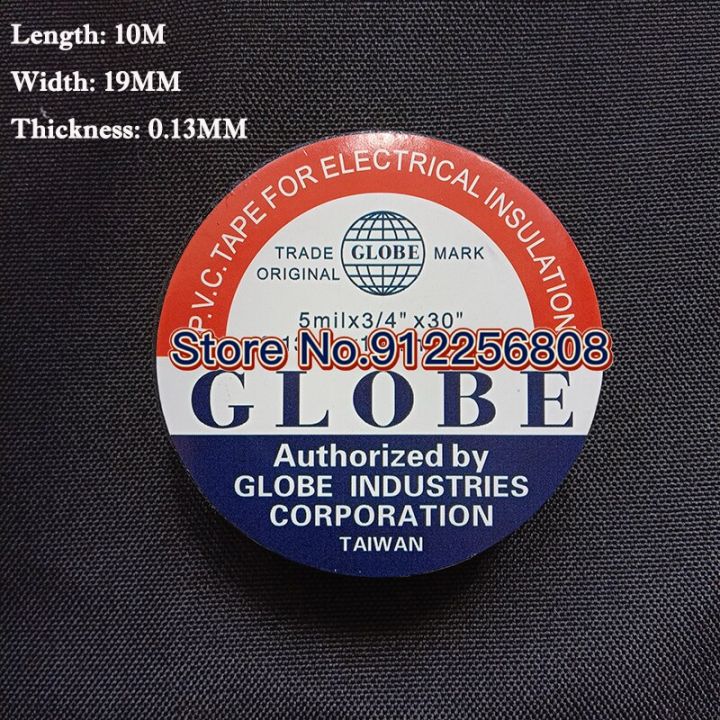 Length: 10M
Width: 19MM
Thickness: 0.13MM
P.V.C. TAPE FOR ELECTRICAL INSULATION
TRADE GLOBE MARK
ORIGINAL
5milx3/4" x30"
Store No.912256808
GLOBE
Authorized by
GLOBE INDUSTRIES
CORPORATION
TAIWAN